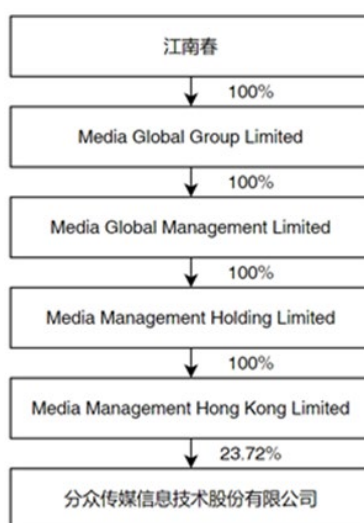 江南春
100%
Media Global Group Limited
100%
Media Global Management Limited
100%
Media Management Holding Limited
100%
Media Management Hong Kong Limited
23.72%
分众传媒信息技术股份有限公司